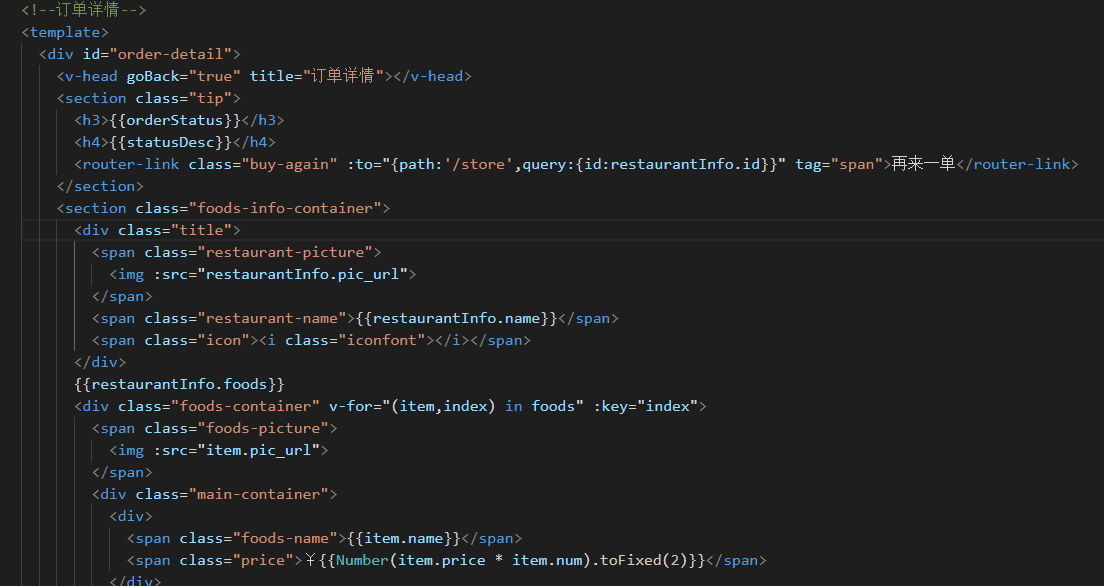 <!--订单详情-->
<template>
<div id="order-detail">
<v-head goBack="true" title="订单详情"></v-head>
<section class="tip">
<h3>{{orderStatus}}</h3>
<h4>{{statusDesc}}</h4>
<router-link class="buy-again" :to="{path:'/store',query:{id:restaurantInfo.id}}" tag="span">再来一单</router-link>
</section>
<section class="foods-info-container">
<div class="title">
<span class="restaurant-picture">
<img :src="restaurantInfo.pic_url">
</span>
<span class="restaurant-name">{{restaurantInfo.name}}</span>
<span class="icon"><i class="iconfont"></i></span>
</div>
{{restaurantInfo.foods}}
<div class="foods-container" v-for="(item,index) in foods" :key="index">
<span class="foods-picture">
<img :src="item.pic_url">
</span>
<div class="main-container">
<div>
<span class="foods-name">{{item.name}}</span>
<span class="price">¥{{Number(item.price * item.num).toFixed(2)}}</span>
</div>